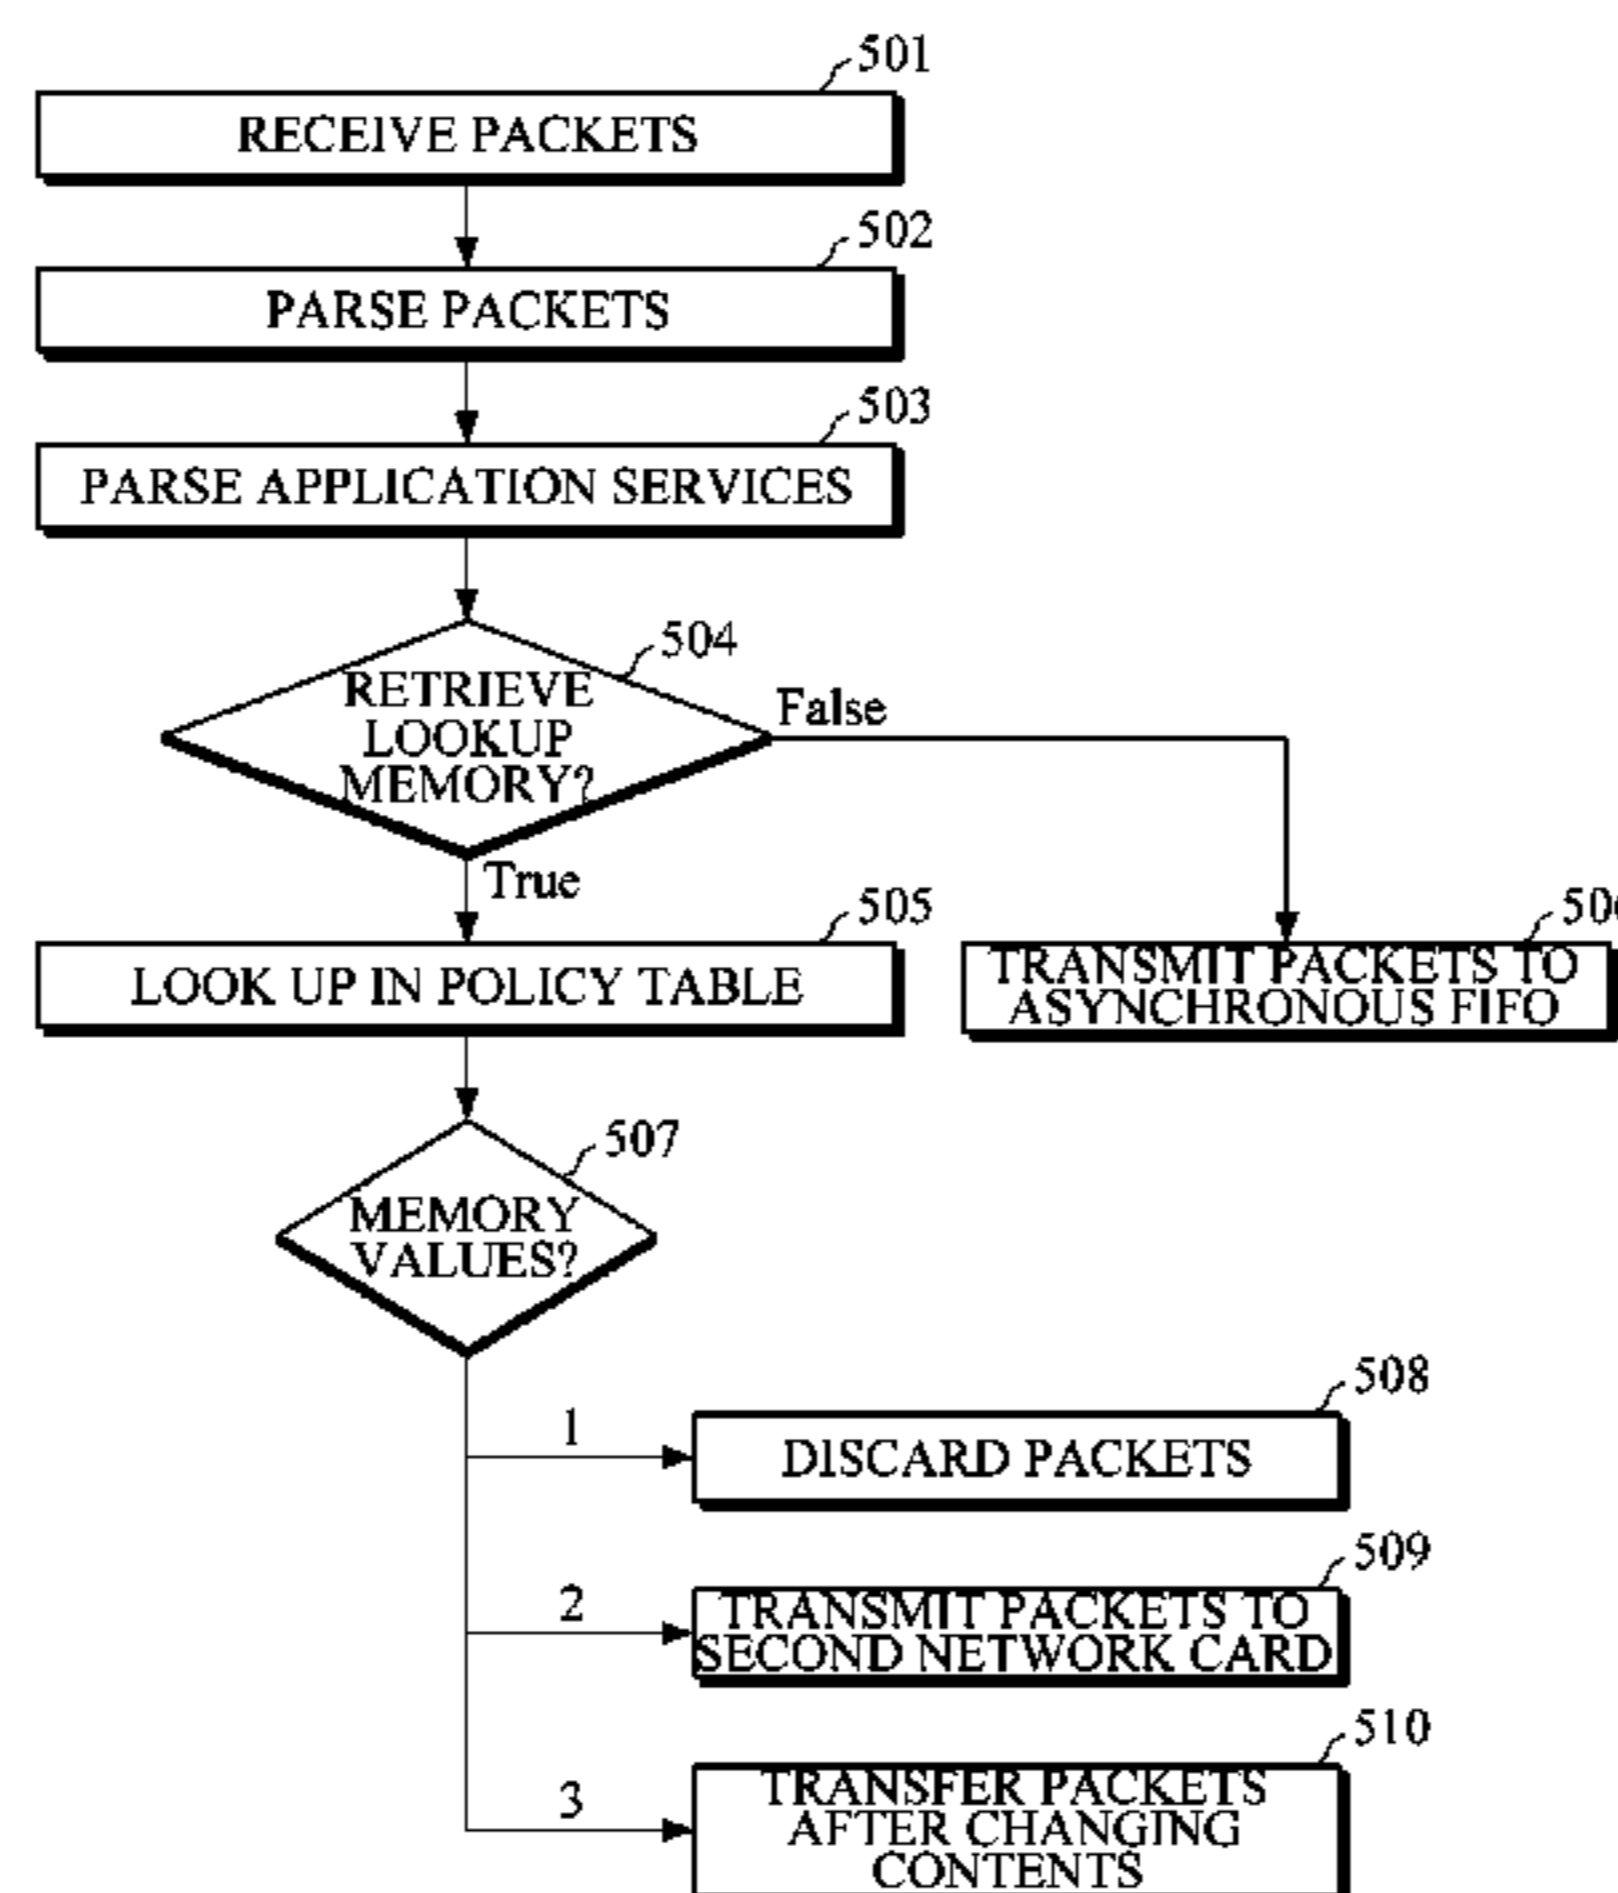 501
RECEIVE PACKETS
502
PARSE PACKETS
503
PARSE APPLICATION SERVICES
504
RETRIEVE
LOOKUP
MEMORY?
False
True
505
LOOK UP IN POLICY TABLE
506
TRANSMIT PACKETS TO
ASYNCHRONOUS FIFO
507
MEMORY
VALUES?
508
1
DISCARD PACKETS
509
2
TRANSMIT PACKETS TO
SECOND NETWORK CARD
510
3
TRANSFER PACKETS
AFTER CHANGING
CONTENTS